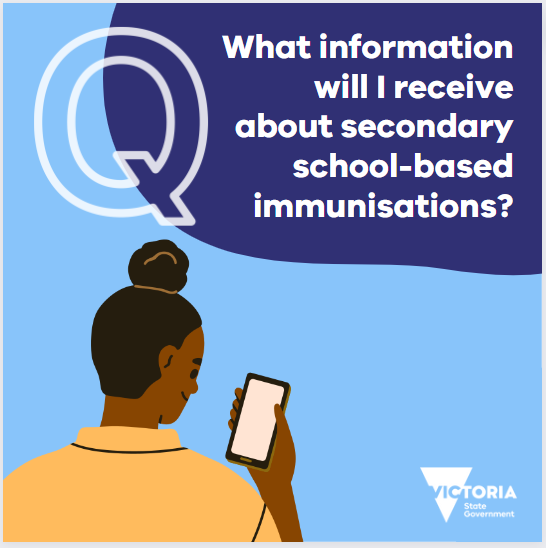 Q
What information
will I receive
about secondary
school-based
immunisations?
VICTORIA
State
Government